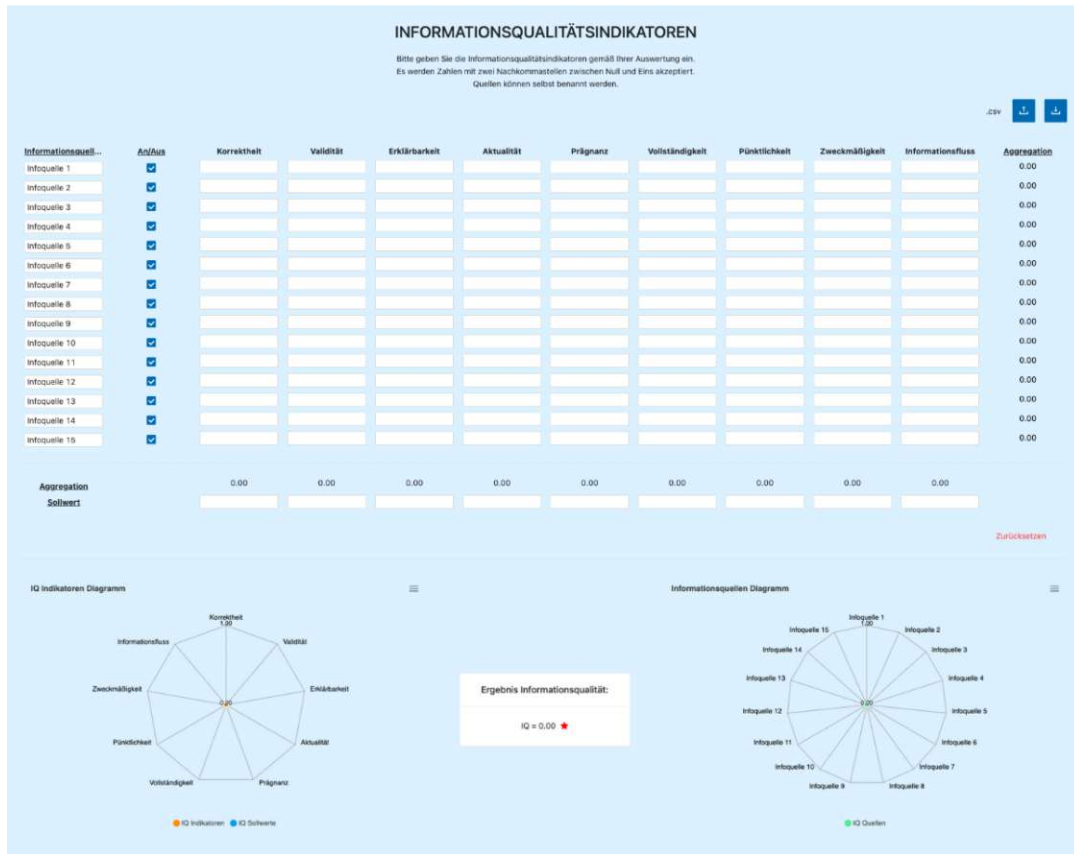 INFORMATIONSQUALITÄTSINDIKATOREN
Bitte geben Sie die Informationsqualitätsindikatoren gemäß Ihrer Auswertung ein.
Es werden Zahlen mit zwei Nachkommastellen zwischen Null und Eins akzeptiert.
Quellen können selbst benannt werden.
.csv
Informationsquell... An/Aus Korrektheit Validität Erklärbarkeit Aktualität Prägnanz Vollständigkeit Pünktlichkeit Zweckmäßigkeit Informationsfluss Aggregation
Infoquelle 1 0.00
Infoquelle 2 0.00
Infoquelle 3 0.00
Infoquelle 4 0.00
Infoquelle 5 0.00
Infoquelle 6 0.00
Infoquelle 7 0.00
Infoquelle 8 0.00
Infoquelle 9 0.00
Infoquelle 10 0.00
Infoquelle 11 0.00
Infoquelle 12 0.00
Infoquelle 13 0.00
Infoquelle 14 0.00
Infoquelle 15 0.00
Aggregation 0.00 0.00 0.00 0.00 0.00 0.00 0.00 0.00 0.00
Sollwert
Zurücksetzen
IQ Indikatoren Diagramm
Korrektheit
1.00
Informationsfluss Validität
Zweckmäßigkeit Erklärbarkeit
0.00
Pünktlichkeit Aktualität
Vollständigkeit Prägnanz
IQ Indikatoren IQ Sollwerte
Ergebnis Informationsqualität:
IQ = 0.00
Informationsquellen Diagramm
Infoquelle 1
1.00
Infoquelle 15 Infoquelle 2
Infoquelle 14 Infoquelle 3
Infoquelle 13 Infoquelle 4
0.00
Infoquelle 12 Infoquelle 5
Infoquelle 11 Infoquelle 6
Infoquelle 10 Infoquelle 7
Infoquelle 9 Infoquelle 8
IQ Quellen